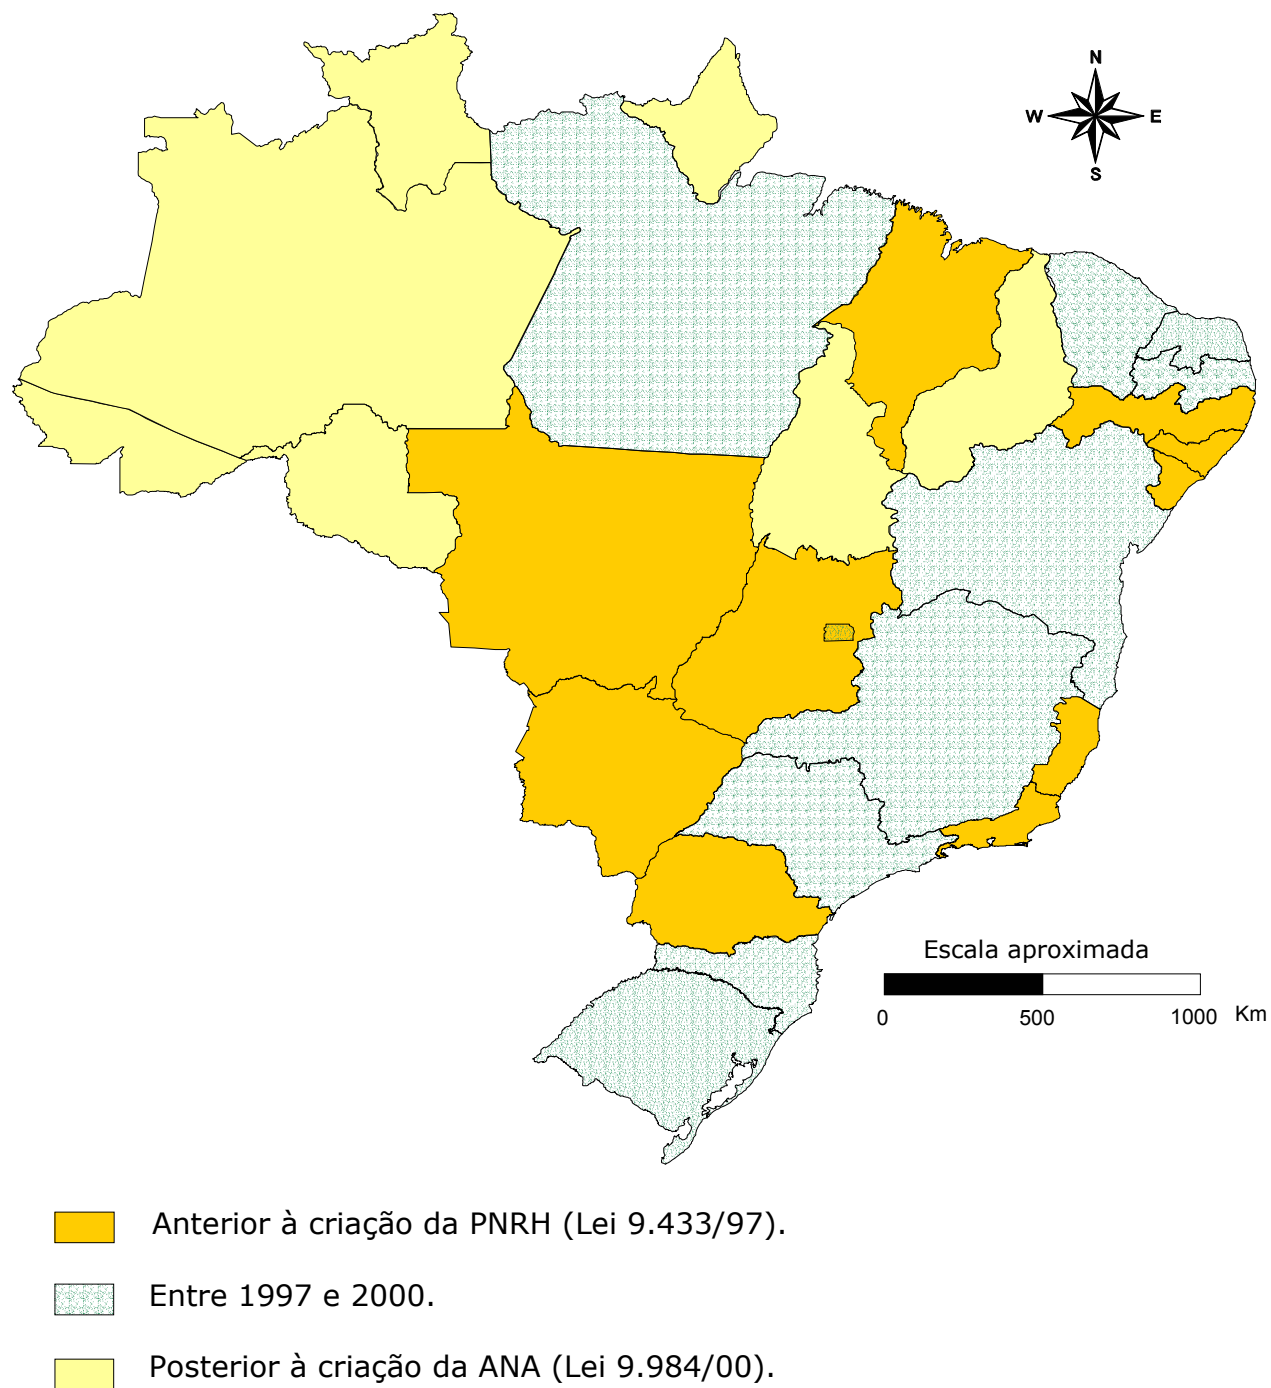 N
W E
S
Escala aproximada
0 500 1000 Km
Anterior à criação da PNRH (Lei 9.433/97).
Entre 1997 e 2000.
Posterior à criação da ANA (Lei 9.984/00).